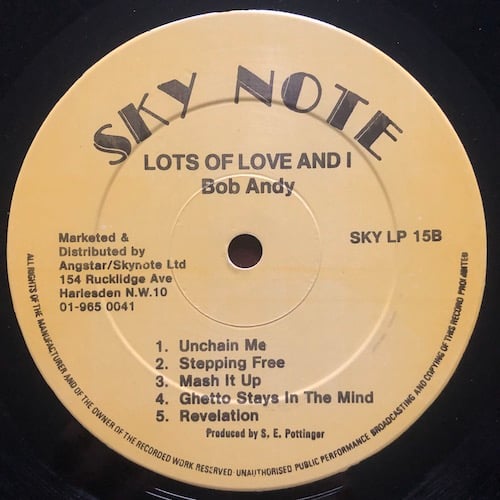 SKY NOTE
LOTS OF LOVE AND I
Bob Andy
Marketed &
Distributed by
Angstar/Skynote Ltd
154 Rucklidge Ave
Harlesden N.W.10
01-965 0041
SKY LP 15B
1. Unchain Me
2. Stepping Free
3. Mash It Up
4. Ghetto Stays In The Mind
5. Revelation
Produced by S. E. Pottinger
ALL RIGHTS OF THE MANUFACTURER AND OF THE OWNER OF THE RECORDED WORK RESERVED·UNAUTHORISED PUBLIC PERFORMANCE BROADCASTING AND COPYING OF THIS RECORD PROHIBITED